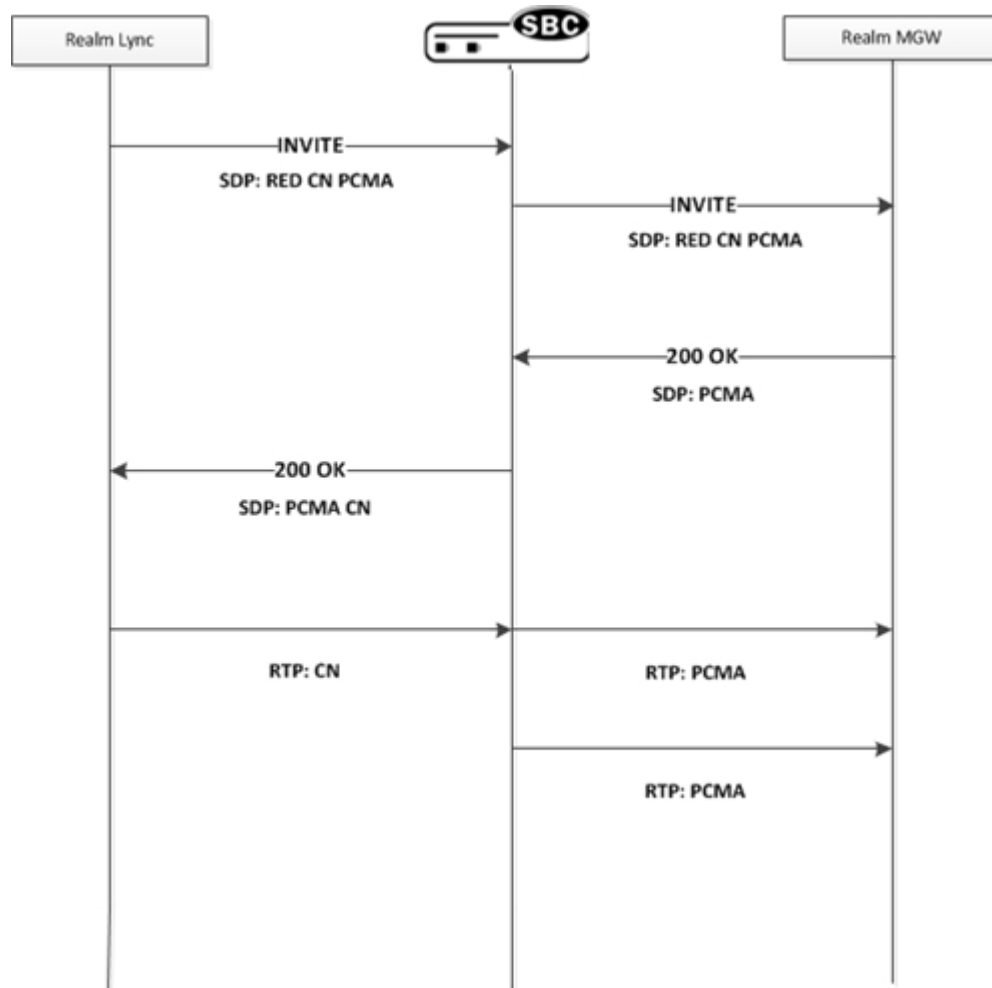 Realm Lync
SBC
Realm MGW
INVITE
SDP: RED CN PCMA
INVITE
SDP: RED CN PCMA
200 OK
SDP: PCMA
200 OK
SDP: PCMA CN
RTP: CN
RTP: PCMA
RTP: PCMA